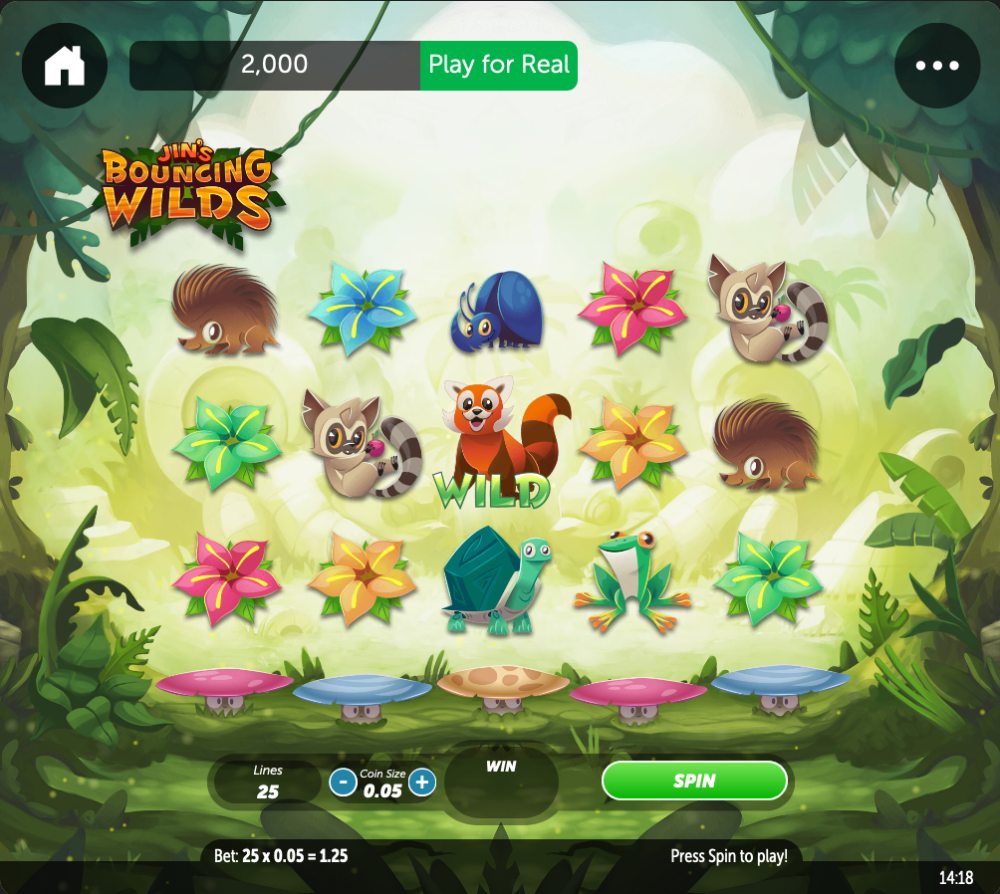 2,000
Play for Real
JIN'S
BOUNCING
WILDS
WILD
Lines
25
-
Coin Size
0.05
+
WIN
SPIN
Bet: 25 x 0.05 = 1.25
Press Spin to play!
14:18